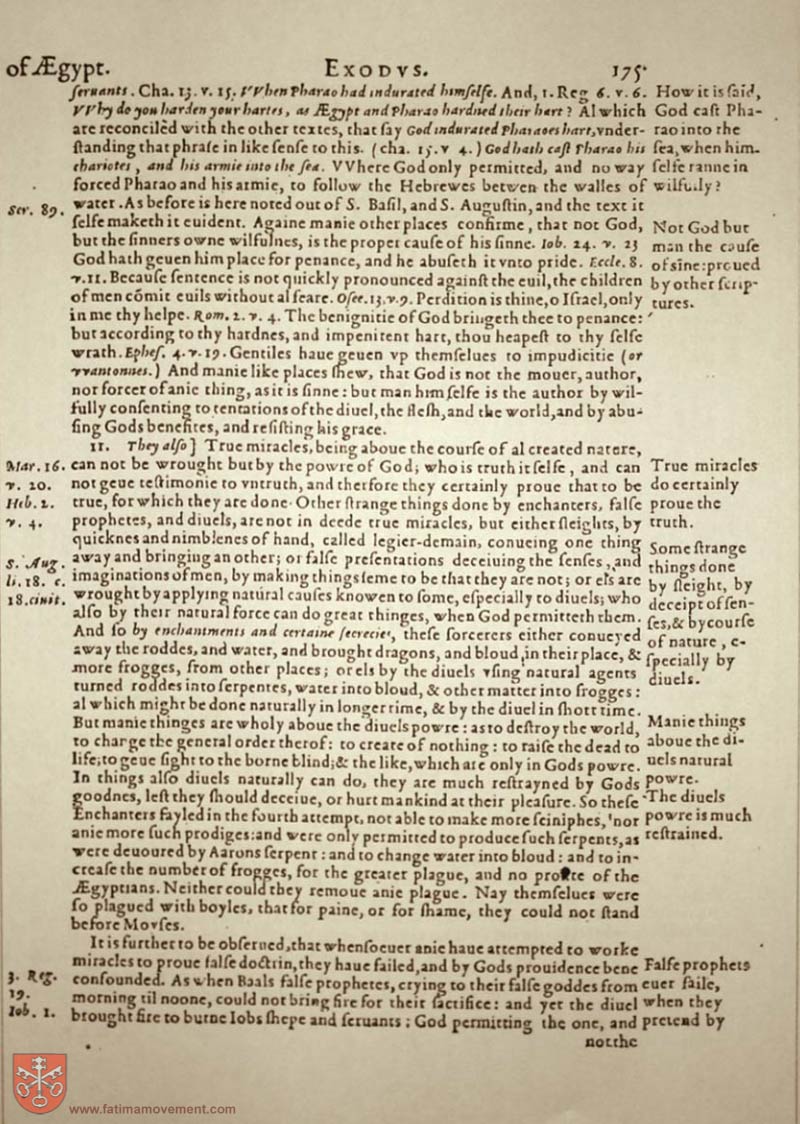 of Ægypt.
EXODVS.
175.
ſeruants. Cha. 13. v. 15. VVhen Pharao had indurated himſelfe. And, 1. Reg 6. v. 6.
VVhy do you harden your hartes, as Ægypt and Pharao hardned their hart? Al which
are reconciled with the other textes, that ſay God indurated Pharaoes hart, vnder-
ſtanding that phraſe in like ſenſe to this. (cha. 15. v 4.) God hath caſt Pharao his
chariotes, and his armie into the ſea. VVhere God only permitted, and no way
forced Pharao and his armie, to follow the Hebrewes betwen the walles of
water. As before is here noted out of S. Baſil, and S. Auguſtin, and the text it
ſelfe maketh it euident. Againe manie other places confirme, that not God,
but the ſinners owne wilfulnes, is the proper cauſe of his ſinne. Iob. 24. v. 23
God hath geuen him place for penance, and he abuſeth it vnto pride. Eccle. 8.
v. 11. Becauſe ſentence is not quickly pronounced againſt the euil, the children
of men cõmit euils without al feare. Oſee. 13. v. 9. Perdition is thine, o Iſrael, only
in me thy helpe. Rom. 2. v. 4. The benignitie of God bringeth thee to penance:
but according to thy hardnes, and impenitent hart, thou heapeſt to thy ſelfe
wrath. Epheſ. 4. v. 19. Gentiles haue geuen vp themſelues to impudicitie (or
vvantonnes.) And manie like places ſhew, that God is not the mouer, author,
nor forcer of anie thing, as it is ſinne: but man himſelfe is the author by wil-
fully conſenting to tentations of the diuel, the fleſh, and the world, and by abu-
ſing Gods benefites, and reſiſting his grace.
11. They alſo] True miracles, being aboue the courſe of al created nature,
can not be wrought but by the powre of God; who is truth it ſelfe, and can
not geue teſtimonie to vntruth, and therfore they certainly proue that to be
true, for which they are done. Other ſtrange things done by enchanters, falſe
prophetes, and diuels, are not in deede true miracles, but either ſleights, by
quicknes and nimblenes of hand, called legier-demain, conueing one thing
away and bringing an other; or falſe preſentations deceiuing the ſenſes, and
imaginations of men, by making things ſeme to be that they are not; or els are
wrought by applying natural cauſes knowen to ſome, eſpecially to diuels; who
alſo by their natural force can do great thinges, when God permitteth them.
And ſo by enchantments and certaine ſecrecies, theſe ſorcerers either conueyed
away the roddes, and water, and brought dragons, and bloud, in their place, &
more frogges, from other places; or els by the diuels vſing natural agents
turned roddes into ſerpentes, water into bloud, & other matter into frogges:
al which might be done naturally in longer time, & by the diuel in ſhort time.
But manie thinges are wholy aboue the diuels powre: as to deſtroy the world,
to charge the general order therof: to create of nothing: to raiſe the dead to
life; to geue ſight to the borne blind; & the like, which are only in Gods powre.
In things alſo diuels naturally can do, they are much reſtrayned by Gods
goodnes, leſt they ſhould deceiue, or hurt mankind at their pleaſure. So theſe
Enchanters fayled in the fourth attempt, not able to make more ſciniphes, nor
anie more ſuch prodiges: and were only permitted to produce ſuch ſerpents, as
were deuoured by Aarons ſerpent: and to change water into bloud: and to in-
creaſe the number of frogges, for the greater plague, and no of the
Ægyptians. Neither could they remoue anie plague. Nay themſelues were
ſo plagued with boyles, that for paine, or for ſhame, they could not ſtand
before Moyſes.
It is further to be obſerued, that whenſoeuer anie haue attempted to worke
miracles to proue falſe doctrin, they haue failed, and by Gods prouidence bene
confounded. As when Baals falſe prophetes, crying to their falſe goddes from
morning til noone, could not bring fire for their ſacrifice: and yet the diuel
brought fire to burne Iobs ſhepe and ſeruants; God permitting the one, and
not the
Ser. 89.
Mar. 16.
v. 20.
Heb. 2.
v. 4.
S. Aug.
li. 18. c.
18. ciuit.
3. Reg.
19.
Iob. 1.
How it is ſaid,
God caſt Pha-
rao into the
ſea, when him-
ſelfe ranne in
wilfully?
Not God but
man the cauſe
of sĩne: proued
by other ſcrip-
tures.
True miracles
do certainly
proue the
truth.
Some ſtrange
things done
by ſleight, by
deceipt of ſen-
ſes, & by courſe
of nature, e-
ſpecially by
diuels.
Manie things
aboue the di-
uels natural
powre.
The diuels
powre is much
reſtrained.
Falſe prophets
euer faile,
when they
pretend by
www.fatimamovement.com